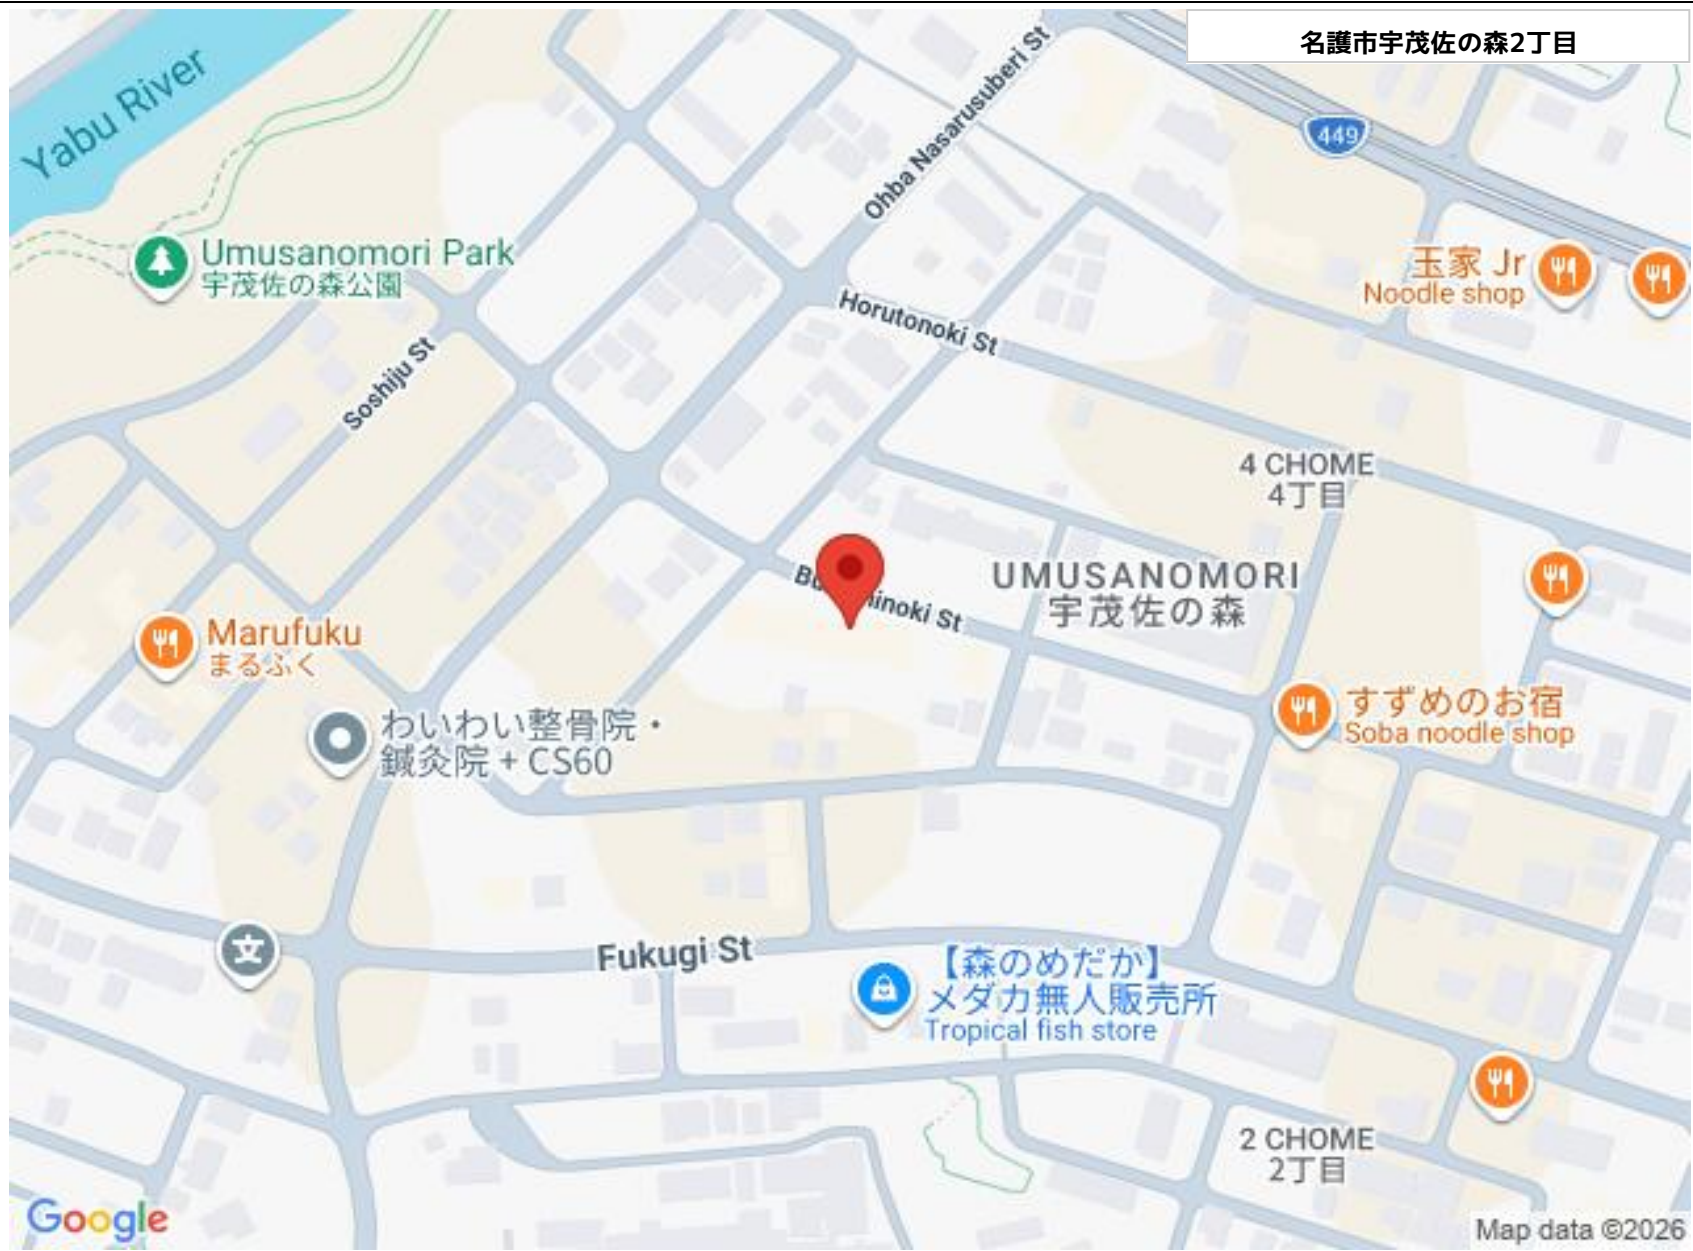 名護市宇茂佐の森2丁目
Yabu River
Ohba Nasarusuberi St
449
Umusanomori Park
宇茂佐の森公園
玉家 Jr
Noodle shop
Horutonoki St
Soshiju St
4 CHOME
4丁目
inoki St
UMUSANOMORI
宇茂佐の森
Marufuku
まるふく
わいわい整骨院・
鍼灸院 + CS60
すずめのお宿
Soba noodle shop
文
Fukugi St
【森のめだか】
メダカ無人販売所
Tropical fish store
2 CHOME
2丁目
Google
Map data ©2026